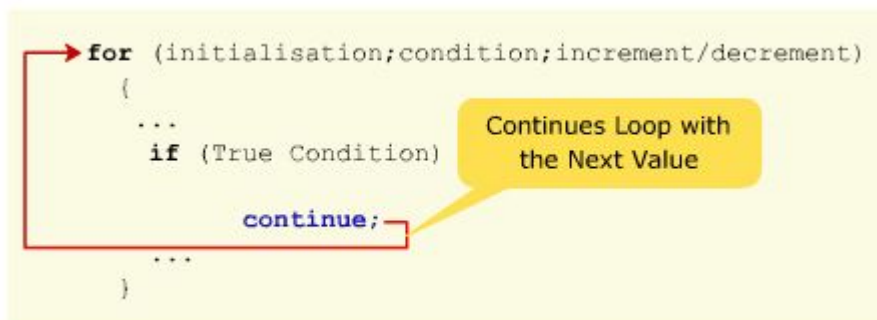 for (initialisation;condition;increment/decrement)
{
...
if (True Condition)
Continues Loop with
the Next Value
continue;
...
}